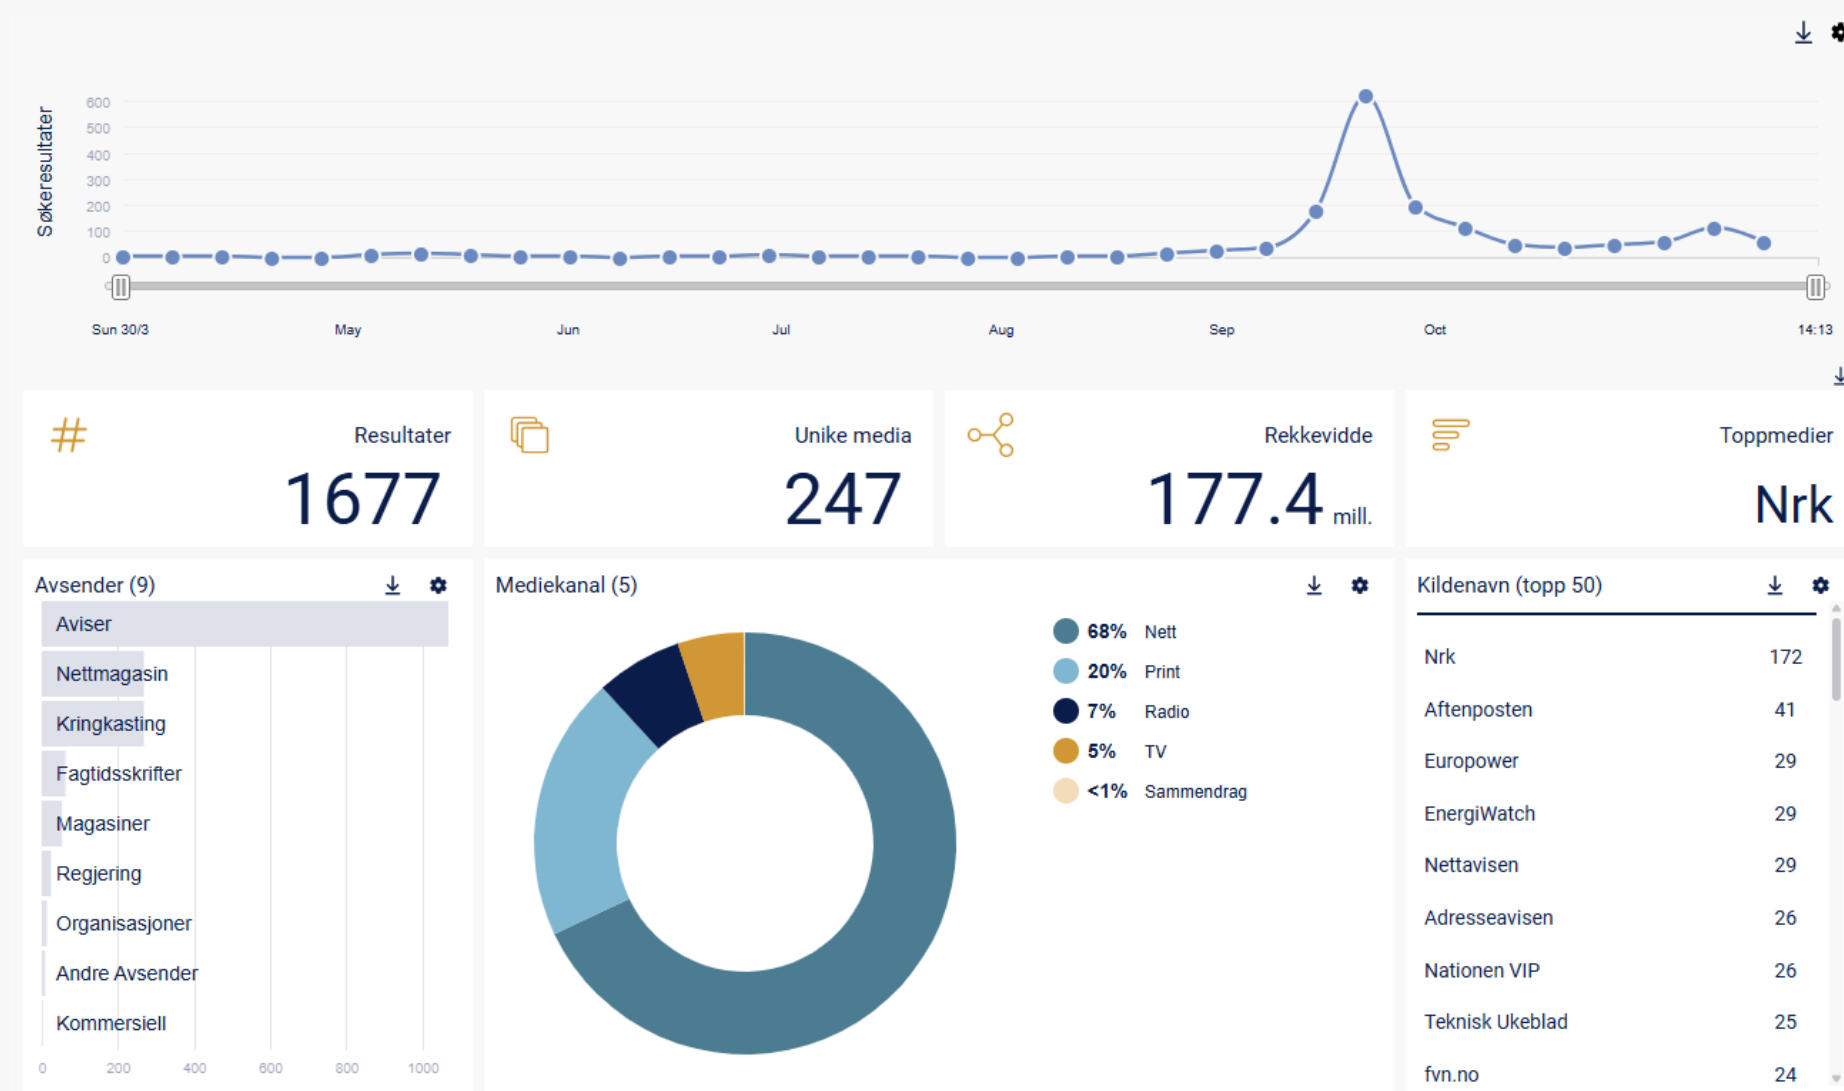 Søkeresultater
600
500
400
300
200
100
0
Sun 30/3 May Jun Jul Aug Sep Oct 14:13
Resultater
1677
Unike media
247
Rekkevidde
177.4 mill.
Toppmedier
Nrk
Avsender (9)
Aviser
Nettmagasin
Kringkasting
Fagtidsskrifter
Magasiner
Regjering
Organisasjoner
Andre Avsender
Kommersiell
0 200 400 600 800 1000
Mediekanal (5)
68% Nett
20% Print
7% Radio
5% TV
<1% Sammendrag
Kildenavn (topp 50)
Nrk 172
Aftenposten 41
Europower 29
EnergiWatch 29
Nettavisen 29
Adresseavisen 26
Nationen VIP 26
Teknisk Ukeblad 25
fvn.no 24